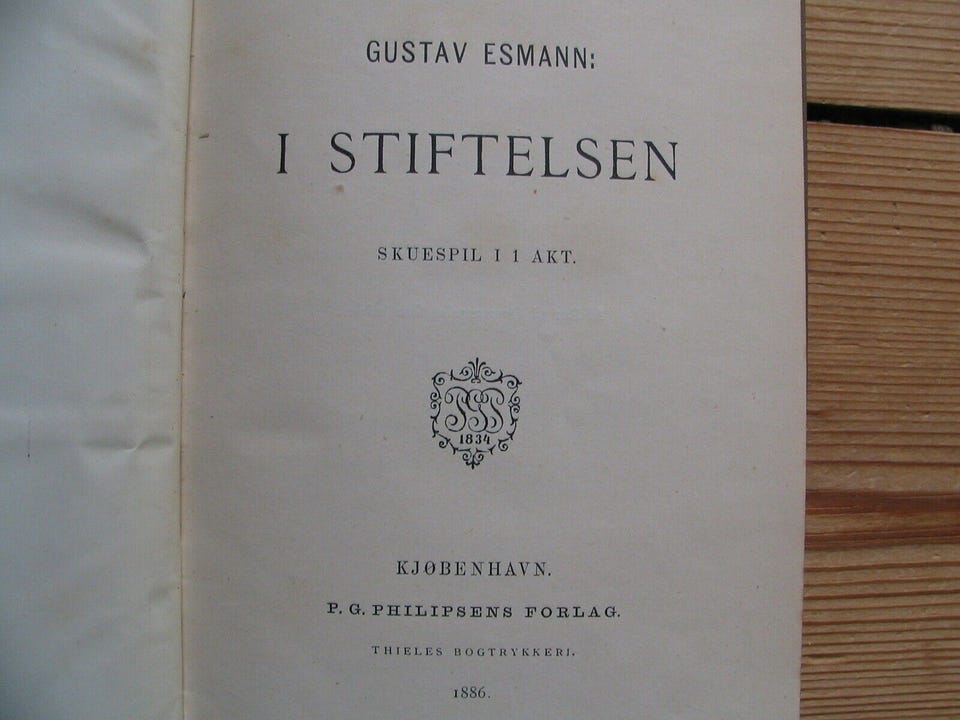 GUSTAV ESMANN:
I STIFTELSEN
SKUESPIL I 1 AKT.
1834
KJØBENHAVN.
P. G. PHILIPSENS FORLAG.
THIELES BOGTRYKKERI.
1886.